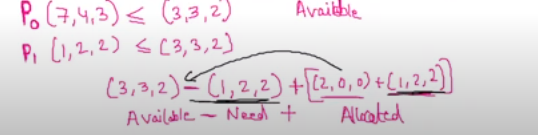 P₀ (7,4,3) ≤ (3,3,2) Available
P₁ [1,2,2) ≤ (3,3,2]
(3,3,2) - (1,2,2) + [(2,0,0) + (1,2,2)]
Available - Need + Allocated